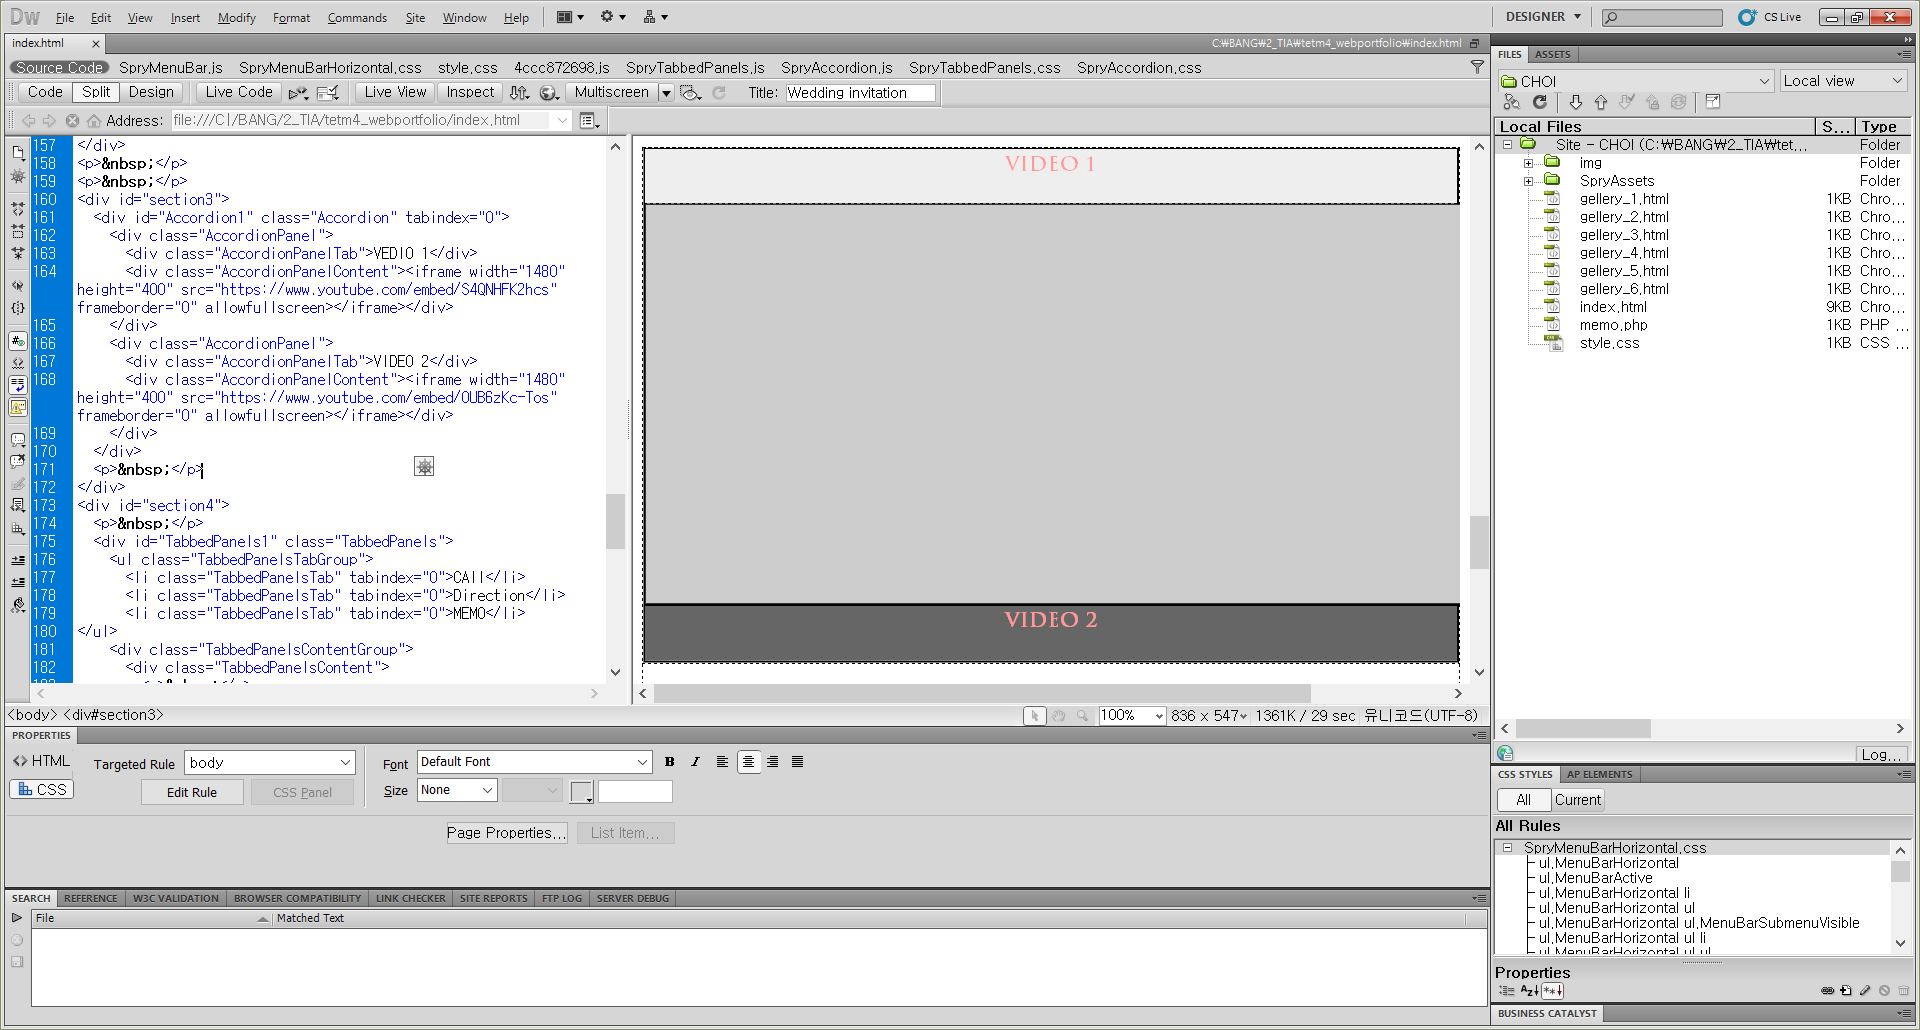 Dw File Edit View Insert Modify Format Commands Site Window Help DESIGNER CS Live
index.html x C:₩BANG₩2_TIA₩tetm4_webportfolio₩index.html
Source Code SpryMenuBar.js SpryMenuBarHorizontal.css style.css 4ccc872698.js SpryTabbedPanels.js SpryAccordion.js SpryTabbedPanels.css SpryAccordion.css
Code Split Design Live Code Live View Inspect Multiscreen Title: Wedding invitation
Address: file:///C|/BANG/2_TIA/tetm4_webportfolio/index.html
157 </div>
158 <p>&nbsp;</p>
159 <p>&nbsp;</p>
160 <div id="section3">
161 <div id="Accordion1" class="Accordion" tabindex="0">
162 <div class="AccordionPanel">
163 <div class="AccordionPanelTab">VEDIO 1</div>
164 <div class="AccordionPanelContent"><iframe width="1480"
height="400" src="https://www.youtube.com/embed/S4QNHFK2hcs"
frameborder="0" allowfullscreen></iframe></div>
165 </div>
166 <div class="AccordionPanel">
167 <div class="AccordionPanelTab">VIDEO 2</div>
168 <div class="AccordionPanelContent"><iframe width="1480"
height="400" src="https://www.youtube.com/embed/0UB6zKc-Tos"
frameborder="0" allowfullscreen></iframe></div>
169 </div>
170 </div>
171 <p>&nbsp;</p>
172 </div>
173 <div id="section4">
174 <p>&nbsp;</p>
175 <div id="TabbedPanels1" class="TabbedPanels">
176 <ul class="TabbedPanelsTabGroup">
177 <li class="TabbedPanelsTab" tabindex="0">CAll</li>
178 <li class="TabbedPanelsTab" tabindex="0">Direction</li>
179 <li class="TabbedPanelsTab" tabindex="0">MEMO</li>
180 </ul>
181 <div class="TabbedPanelsContentGroup">
182 <div class="TabbedPanelsContent">
VIDEO 1
VIDEO 2
<body> <div#section3> 100% 836 x 547 1361K / 29 sec 유니코드(UTF-8)
PROPERTIES
<> HTML Targeted Rule body Font Default Font B I
CSS Edit Rule CSS Panel Size None
Page Properties... List Item...
SEARCH REFERENCE W3C VALIDATION BROWSER COMPATIBILITY LINK CHECKER SITE REPORTS FTP LOG SERVER DEBUG
File Matched Text
FILES ASSETS
CHOI Local view
Local Files S... Type
Site - CHOI (C:₩BANG₩2_TIA₩tet... Folder
img Folder
SpryAssets Folder
gellery_1.html 1KB Chro...
gellery_2.html 1KB Chro...
gellery_3.html 1KB Chro...
gellery_4.html 1KB Chro...
gellery_5.html 1KB Chro...
gellery_6.html 1KB Chro...
index.html 9KB Chro...
memo.php 1KB PHP ...
style.css 1KB CSS ...
Log...
CSS STYLES AP ELEMENTS
All Current
All Rules
SpryMenuBarHorizontal.css
ul.MenuBarHorizontal
ul.MenuBarActive
ul.MenuBarHorizontal li
ul.MenuBarHorizontal ul
ul.MenuBarHorizontal ul.MenuBarSubmenuVisible
ul.MenuBarHorizontal ul li
ul.MenuBarHorizontal ul ul
Properties
BUSINESS CATALYST